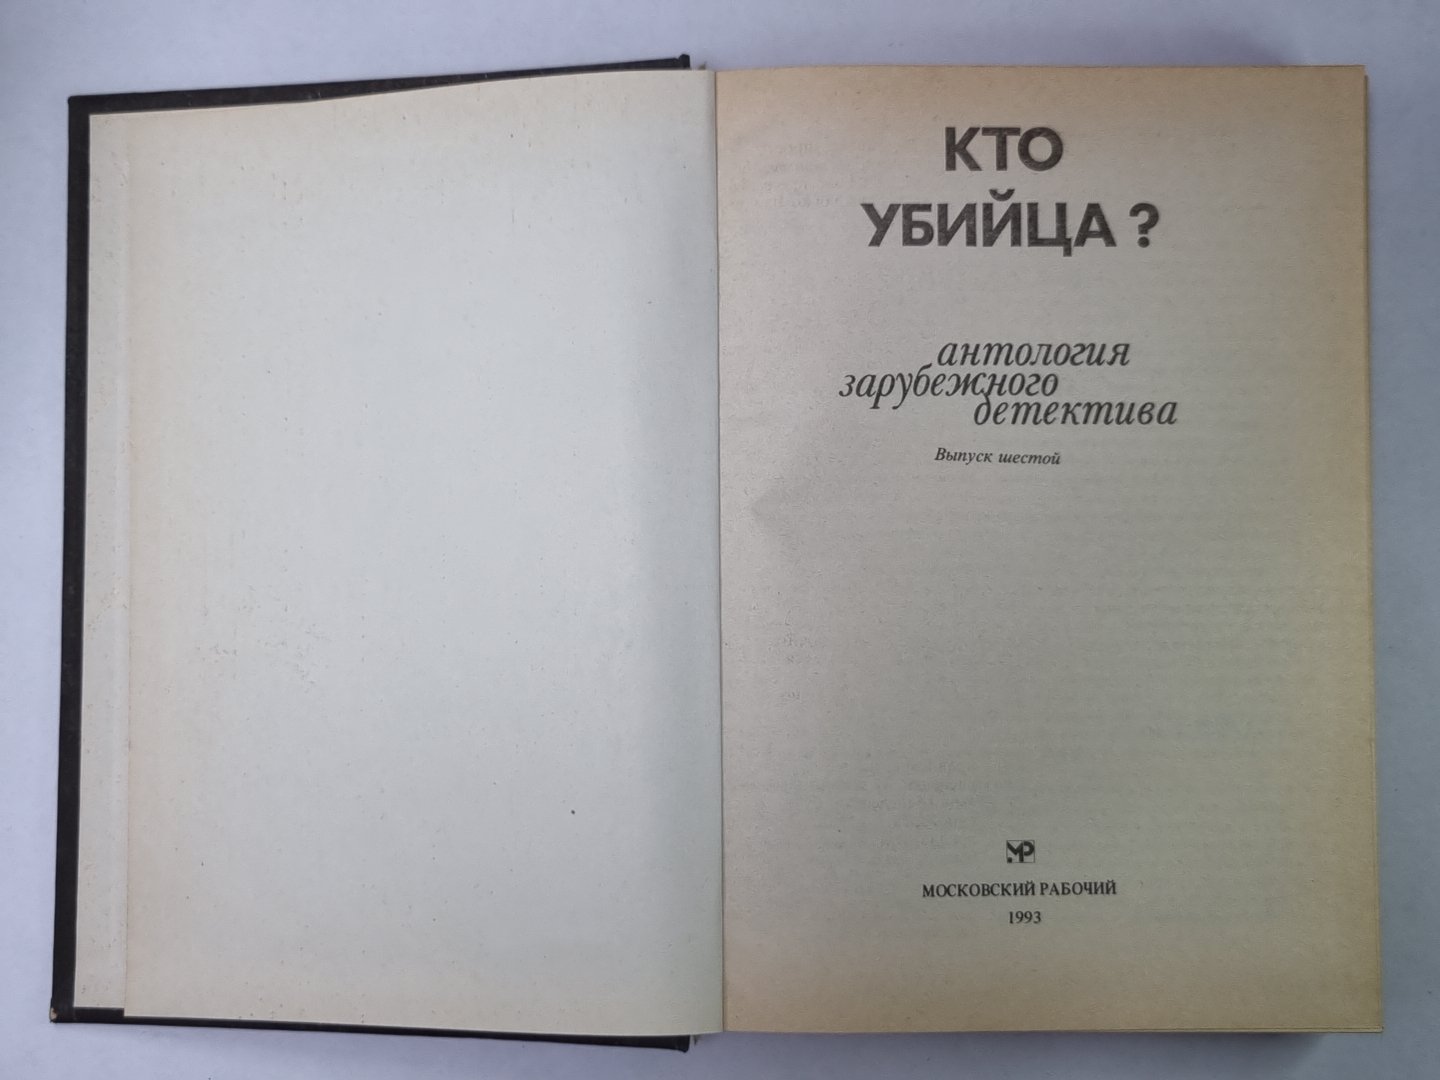 КТО
УБИЙЦА ?
антология
зарубежного
детектива
Выпуск шестой
МР
МОСКОВСКИЙ РАБОЧИЙ
1993